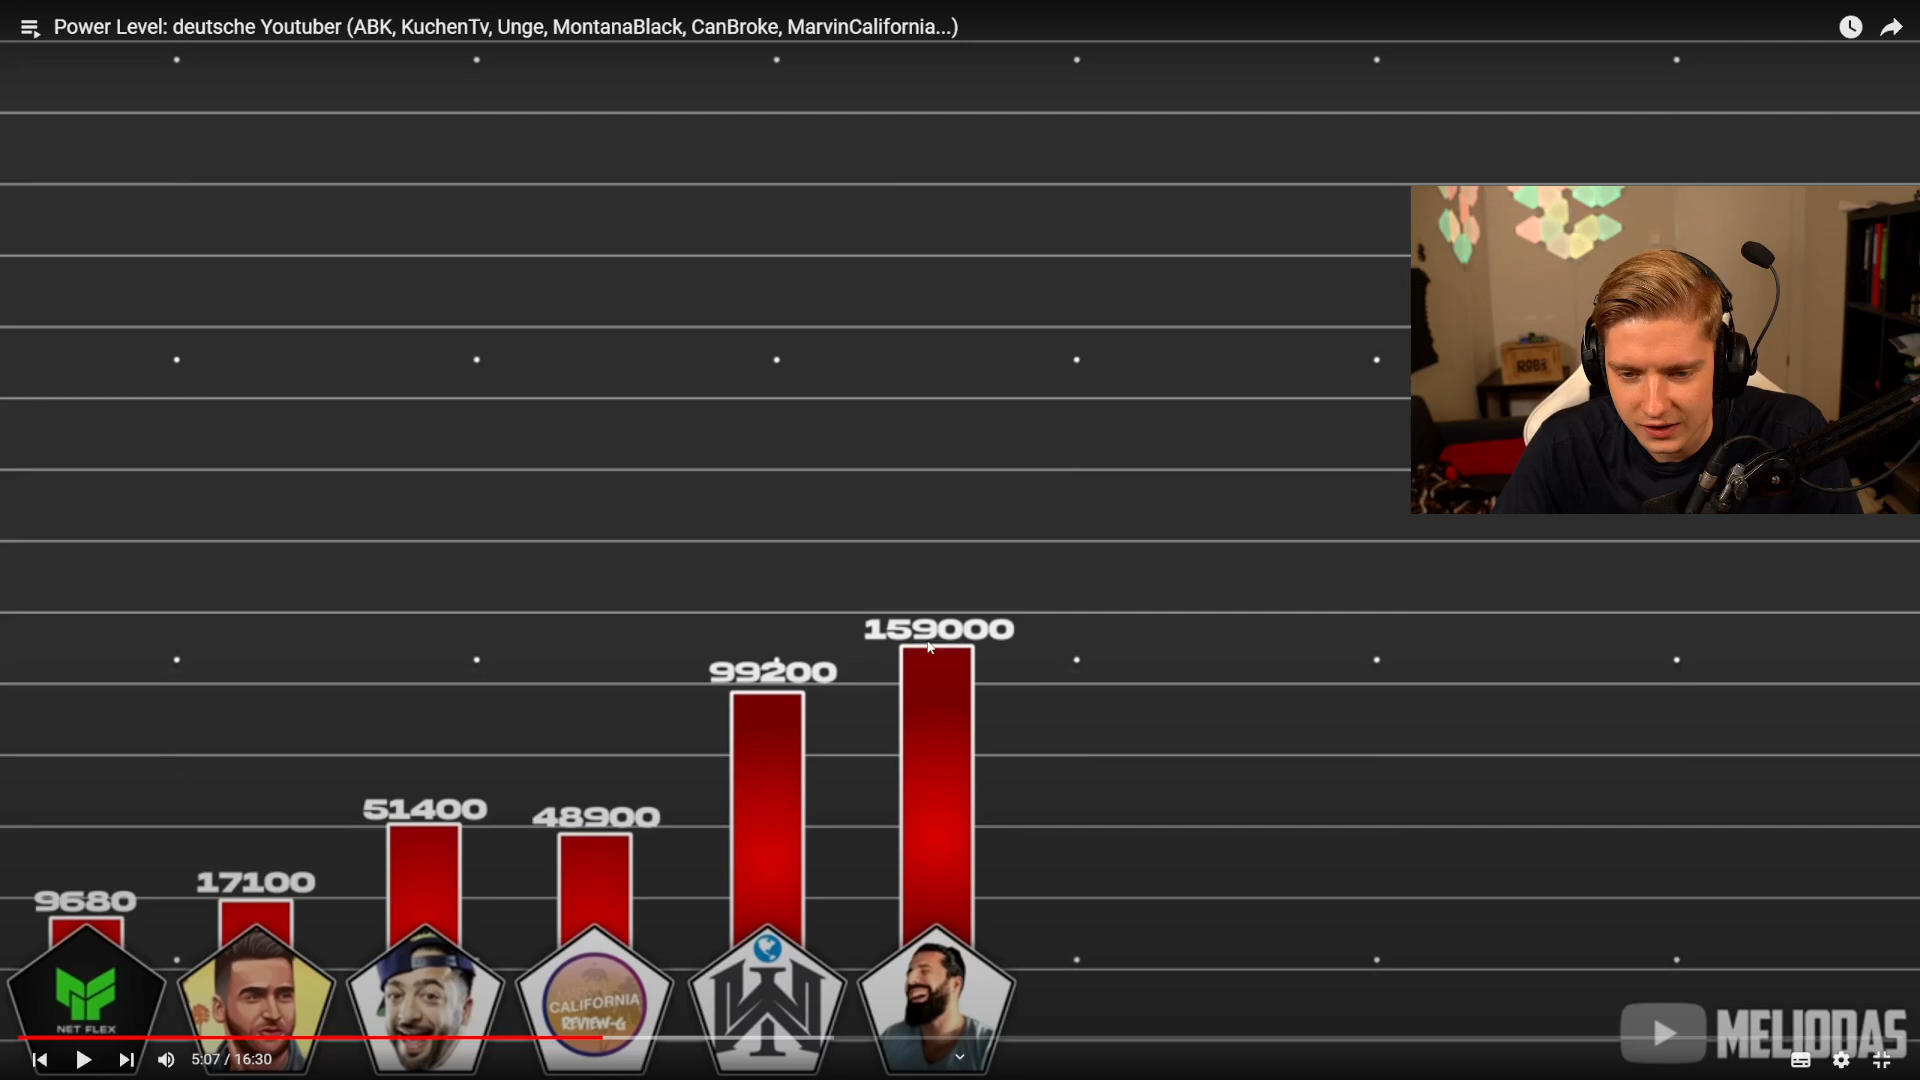 Power Level: deutsche Youtuber (ABK, KuchenTv, Unge, MontanaBlack, CanBroke, MarvinCalifornia...)
ROBS
159000
99200
51400
48900
17100
9680
NET FLEX
CALIFORNIA
REVIEW-G
MELIODAS
5:07 / 16:30